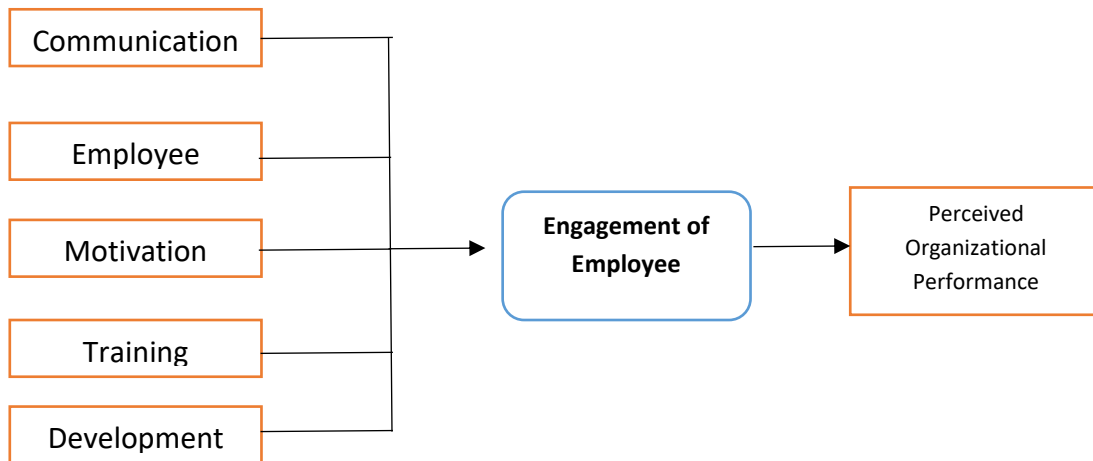 Communication
Employee
Motivation
Training
Development
Engagement of
Employee
Perceived
Organizational
Performance